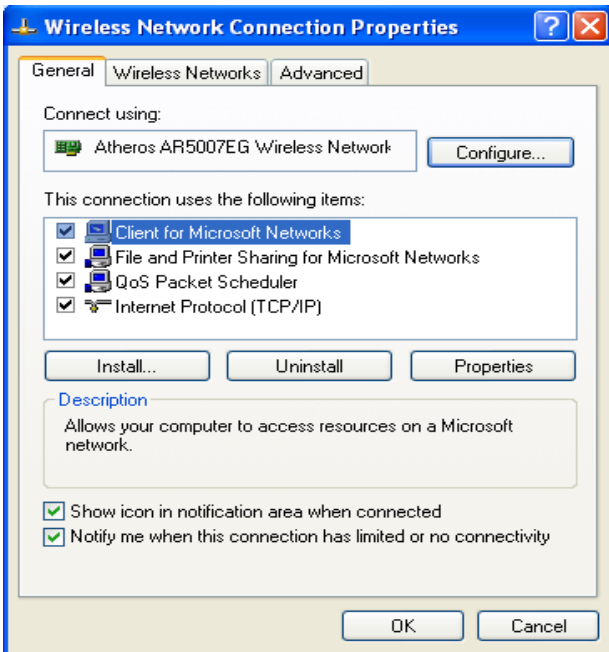 Wireless Network Connection Properties
General Wireless Networks Advanced
Connect using:
Atheros AR5007EG Wireless Network
Configure...
This connection uses the following items:
Client for Microsoft Networks
File and Printer Sharing for Microsoft Networks
QoS Packet Scheduler
Internet Protocol (TCP/IP)
Install... Uninstall Properties
Description
Allows your computer to access resources on a Microsoft
network.
Show icon in notification area when connected
Notify me when this connection has limited or no connectivity
OK Cancel